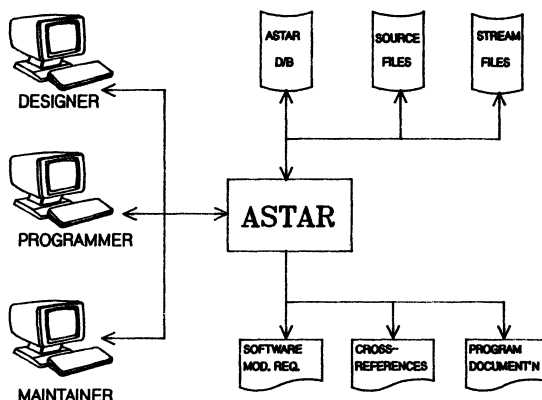 DESIGNER
PROGRAMMER
MAINTAINER
ASTAR
D/B
SOURCE
FILES
STREAM
FILES
ASTAR
SOFTWARE
MOD. REQ.
CROSS-
REFERENCES
PROGRAM
DOCUMENT'N